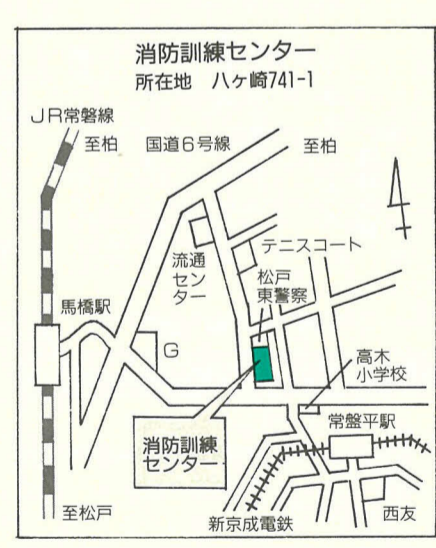 消防訓練センター
所在地 八ヶ崎741-1
JR常磐線
至柏
国道6号線
至柏
テニスコート
流通
セン
ター
松戸
東警察
馬橋駅
G
高木
小学校
常盤平駅
消防訓練
センター
至松戸
新京成電鉄
西友